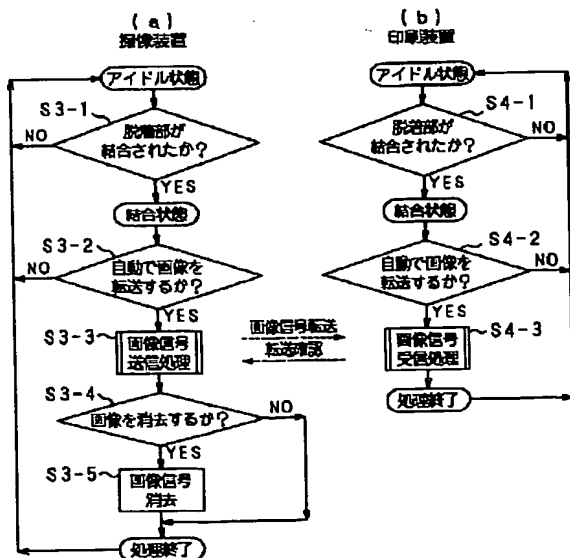 (a)
撮像装置
アイドル状態
S3-1
脱着部が
結合されたか?
NO
YES
結合状態
S3-2
自動で画像を
転送するか?
NO
YES
S3-3
画像信号
送信処理
S3-4
画像を消去するか?
NO
YES
S3-5
画像信号
消去
処理終了
画像信号転送
転送確認
(b)
印刷装置
アイドル状態
S4-1
脱着部が
結合されたか?
NO
YES
結合状態
S4-2
自動で画像を
転送するか?
NO
YES
S4-3
画像信号
受信処理
処理終了